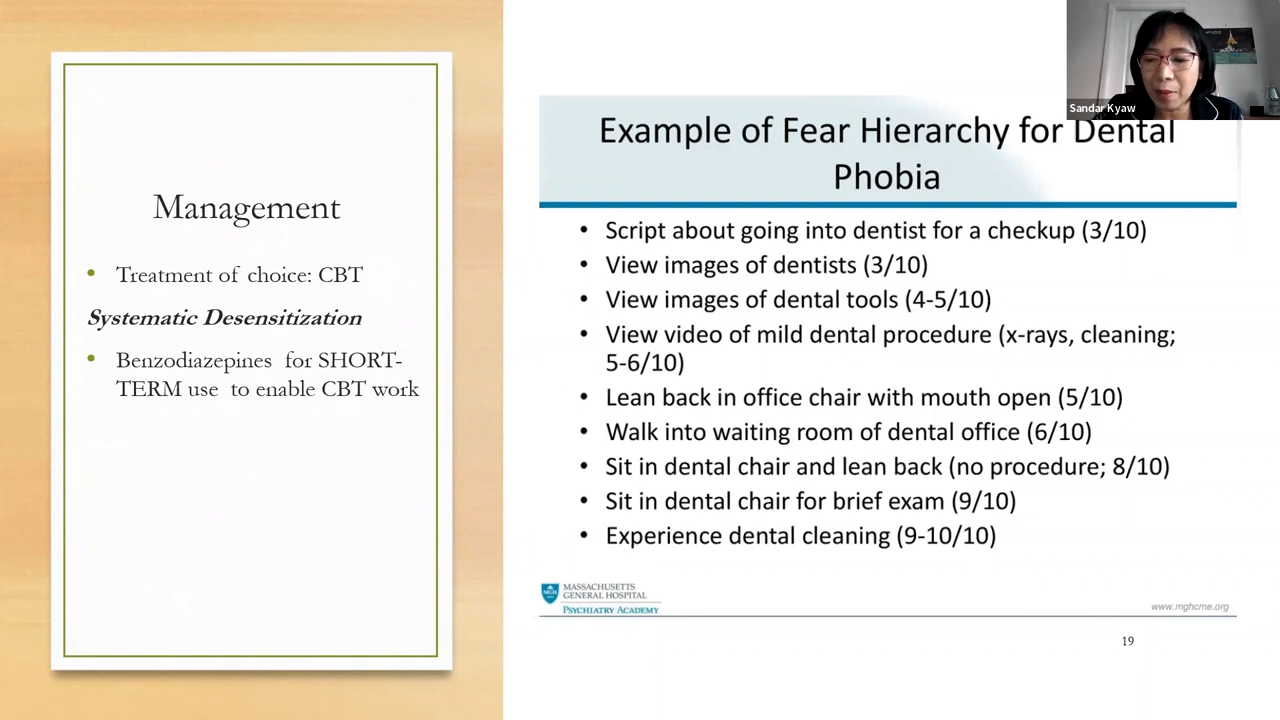 Management
• Treatment of choice: CBT
Systematic Desensitization
• Benzodiazepines for SHORT-
TERM use to enable CBT work
Sandar Kyaw
Example of Fear Hierarchy for Dental
Phobia
• Script about going into dentist for a checkup (3/10)
• View images of dentists (3/10)
• View images of dental tools (4-5/10)
• View video of mild dental procedure (x-rays, cleaning;
5-6/10)
• Lean back in office chair with mouth open (5/10)
• Walk into waiting room of dental office (6/10)
• Sit in dental chair and lean back (no procedure; 8/10)
• Sit in dental chair for brief exam (9/10)
• Experience dental cleaning (9-10/10)
MGH
MASSACHUSETTS
GENERAL HOSPITAL
PSYCHIATRY ACADEMY
www.mghcme.org
19